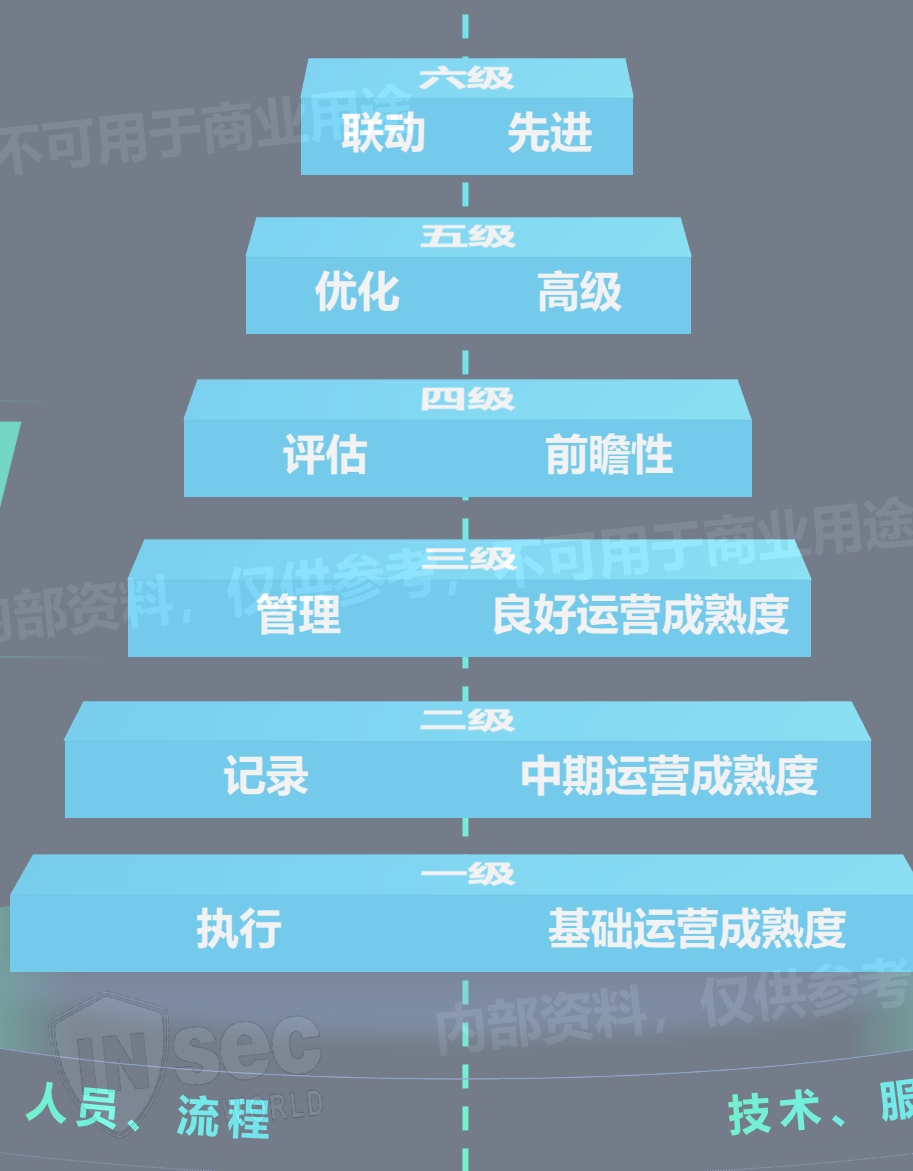 六级
不可用于商业用途
联动 先进
五级
优化 高级
四级
评估 前瞻性
三级
内部资料，仅供参考，不可用于商业用途
管理 良好运营成熟度
二级
记录 中期运营成熟度
一级
执行 基础运营成熟度
内部资料，仅供参考
INsec
WORLD
人员、流程 技术、服